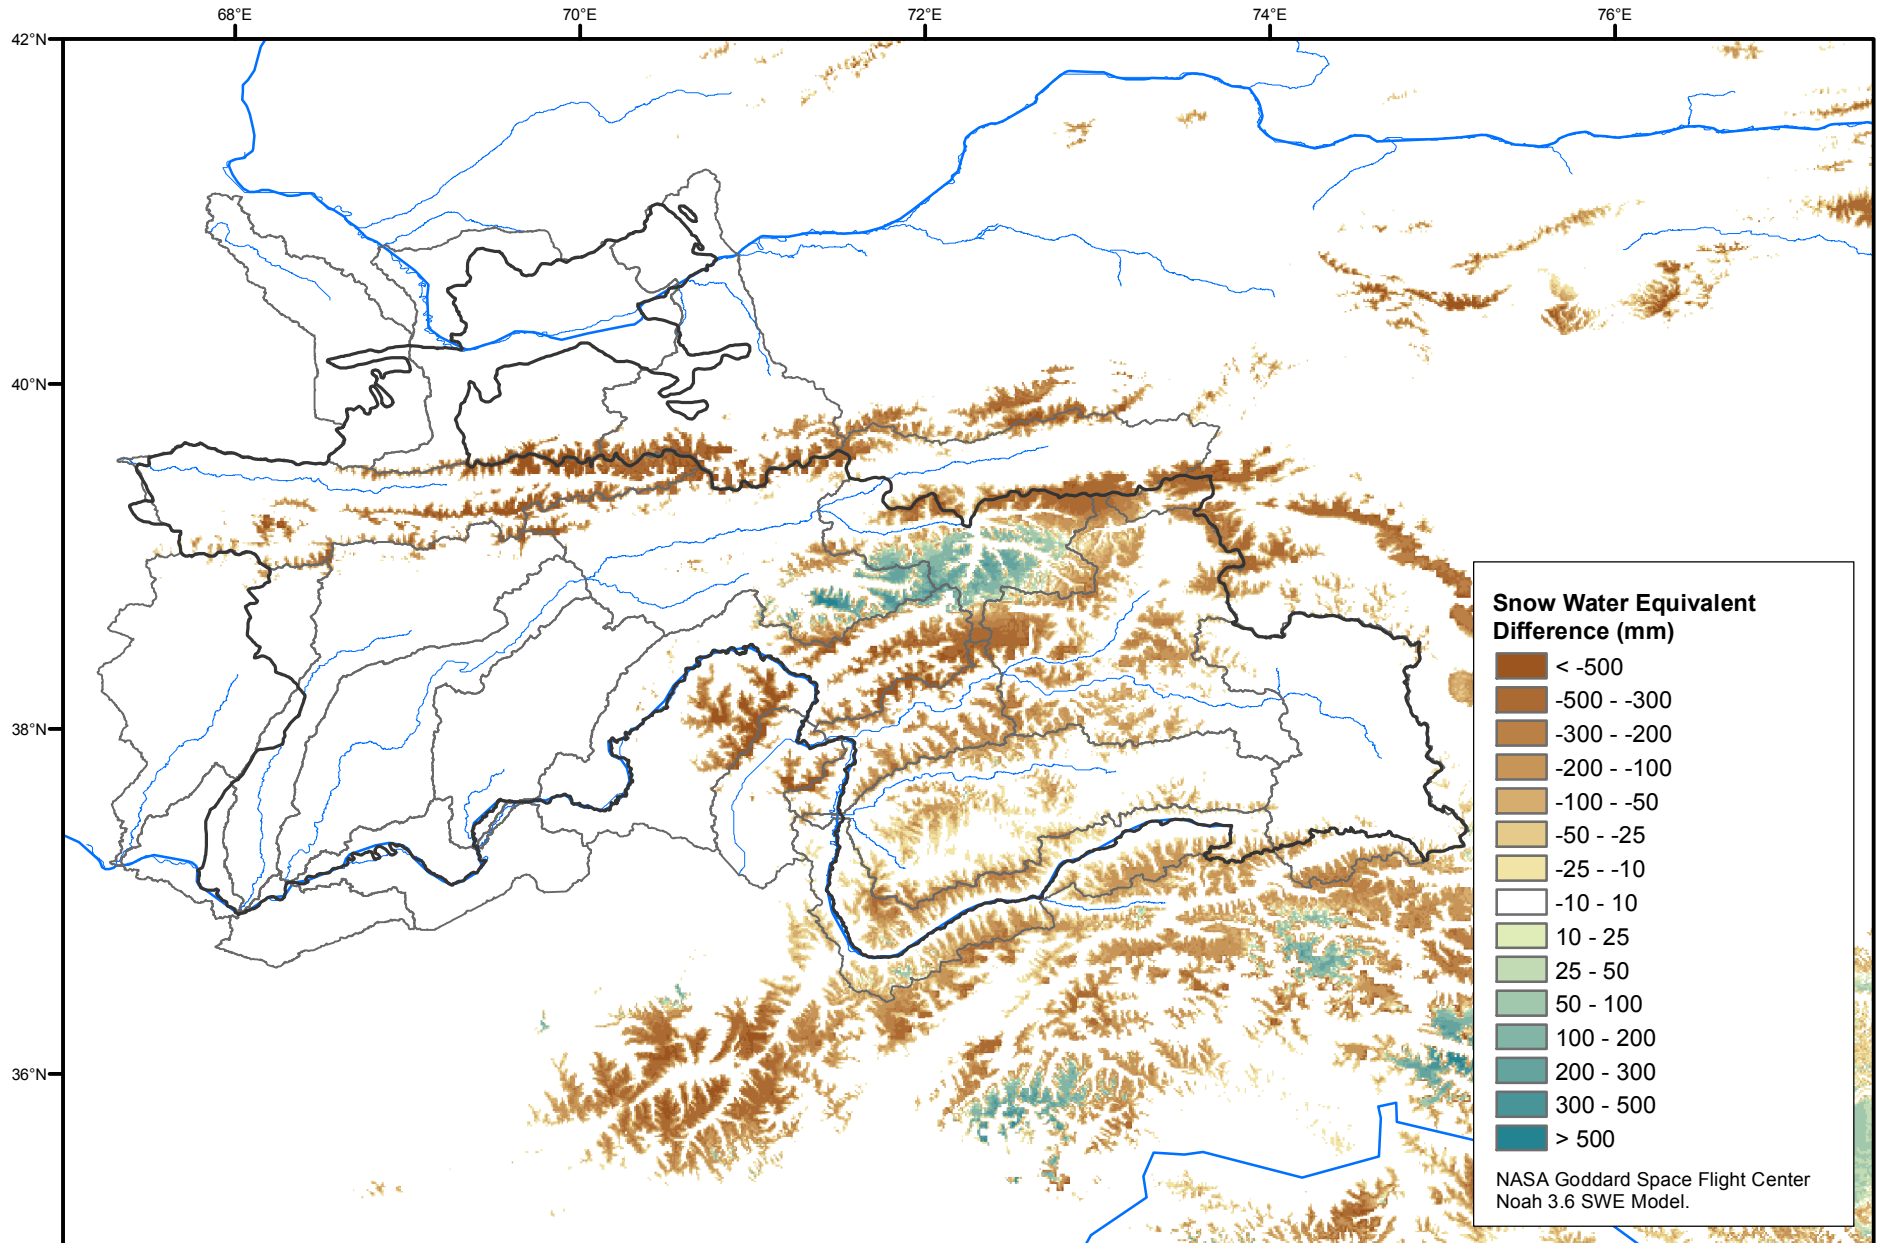 68°E
70°E
72°E
74°E
76°E
42°N
40°N
38°N
36°N
Snow Water Equivalent
Difference (mm)
< -500
-500 - -300
-300 - -200
-200 - -100
-100 - -50
-50 - -25
-25 - -10
-10 - 10
10 - 25
25 - 50
50 - 100
100 - 200
200 - 300
300 - 500
> 500
NASA Goddard Space Flight Center
Noah 3.6 SWE Model.